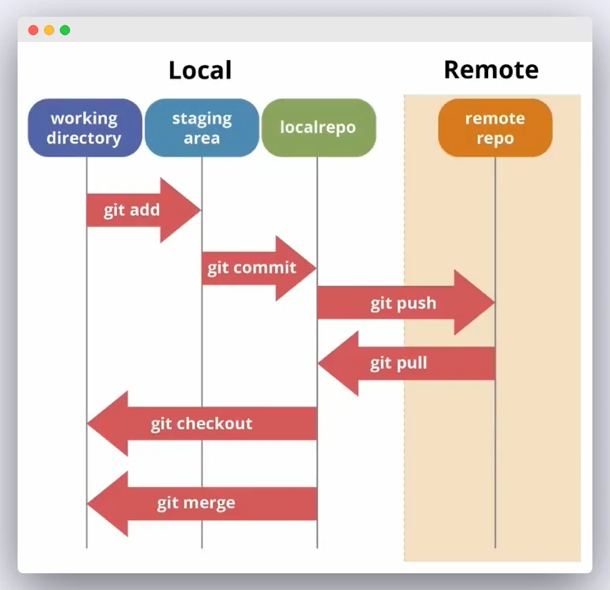 Local
Remote
working
directory
staging
area
localrepo
remote
repo
git add
git commit
git push
git pull
git checkout
git merge